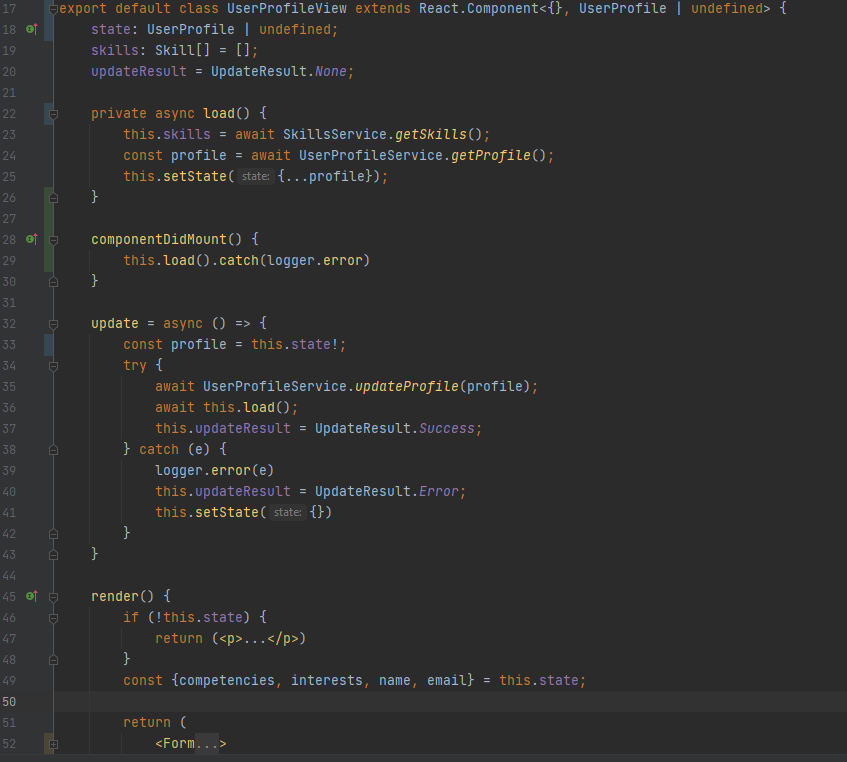 17 export default class UserProfileView extends React.Component<{}, UserProfile | undefined> {
18     state: UserProfile | undefined;
19     skills: Skill[] = [];
20     updateResult = UpdateResult.None;
21
22     private async load() {
23         this.skills = await SkillsService.getSkills();
24         const profile = await UserProfileService.getProfile();
25         this.setState( state: {...profile});
26     }
27
28     componentDidMount() {
29         this.load().catch(logger.error)
30     }
31
32     update = async () => {
33         const profile = this.state!;
34         try {
35             await UserProfileService.updateProfile(profile);
36             await this.load();
37             this.updateResult = UpdateResult.Success;
38         } catch (e) {
39             logger.error(e)
40             this.updateResult = UpdateResult.Error;
41             this.setState( state: {})
42         }
43     }
44
45     render() {
46         if (!this.state) {
47             return (<p>...</p>)
48         }
49         const {competencies, interests, name, email} = this.state;
50
51         return (
52             <Form...>